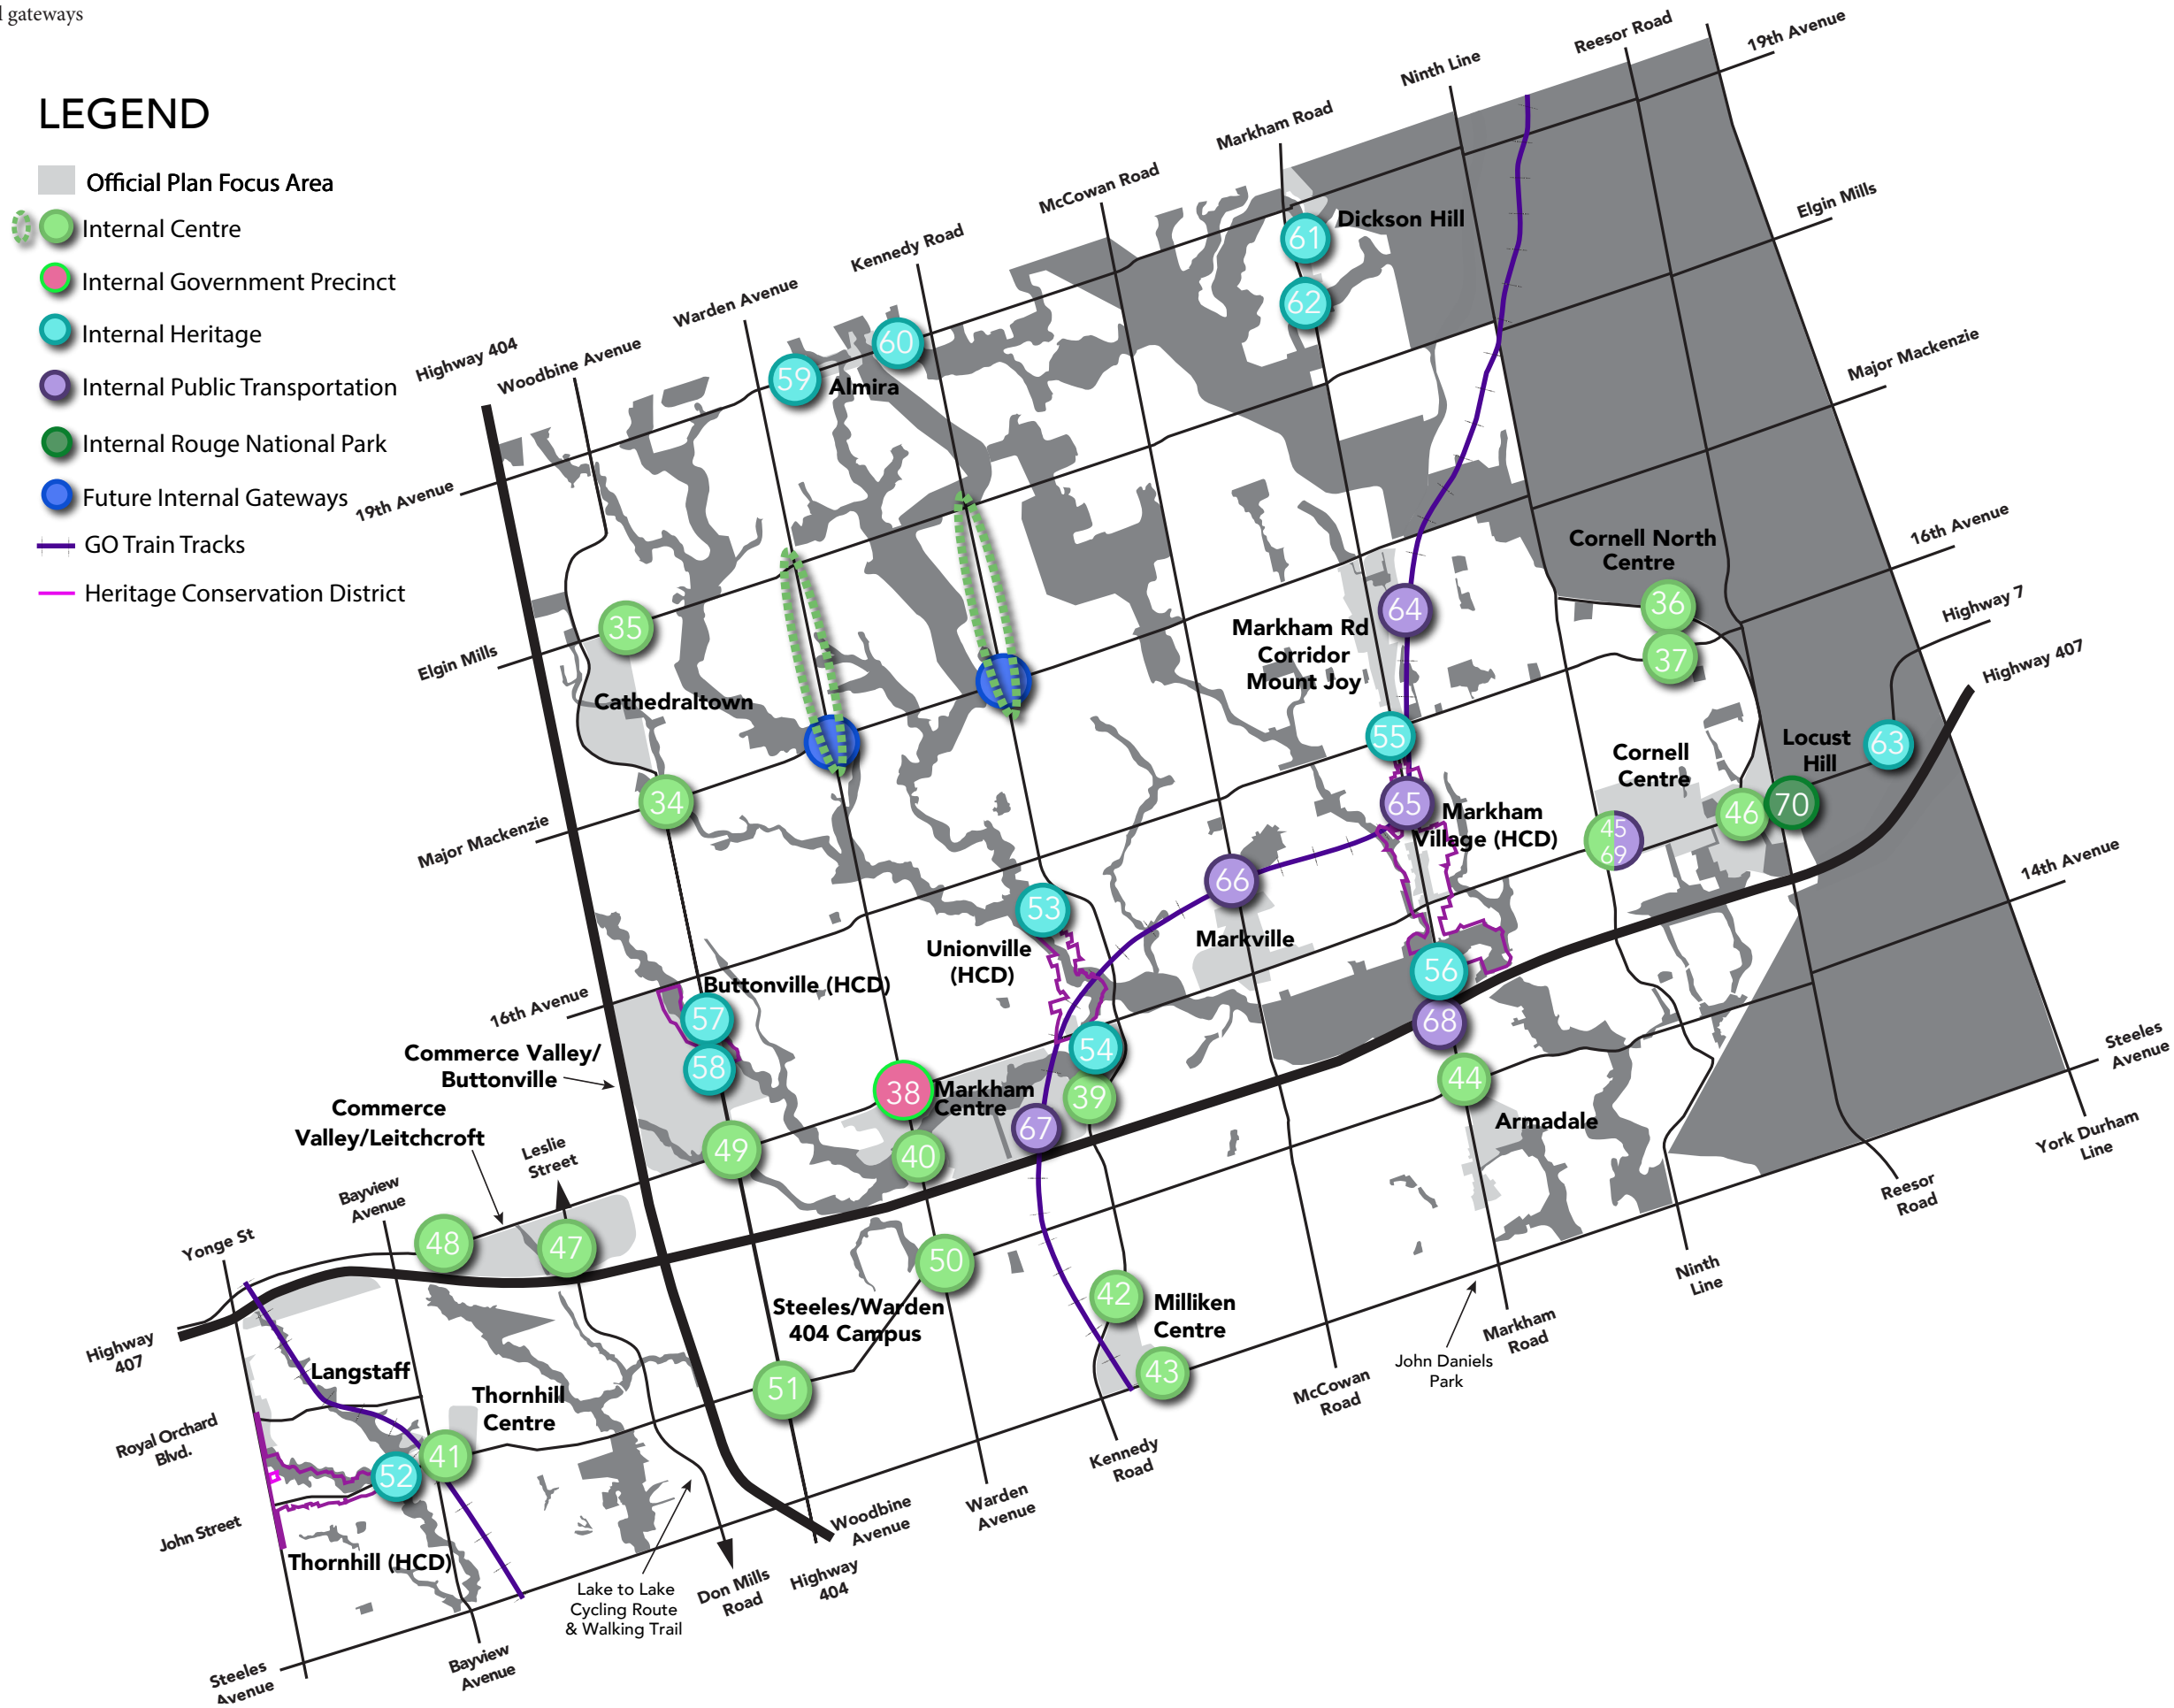 gateways
LEGEND
Official Plan Focus Area
Internal Centre
Internal Government Precinct
Internal Heritage
Internal Public Transportation
Internal Rouge National Park
Future Internal Gateways
GO Train Tracks
Heritage Conservation District
Highway 404
Woodbine Avenue
Warden Avenue
Kennedy Road
McCowan Road
Markham Road
Ninth Line
Reesor Road
19th Avenue
Elgin Mills
Major Mackenzie
16th Avenue
Highway 7
Highway 407
14th Avenue
Steeles
Avenue
York Durham
Line
Reesor
Road
Ninth
Line
Markham
Road
John Daniels
Park
McCowan
Road
Kennedy
Road
Warden
Avenue
Woodbine
Avenue
Highway
404
Don Mills
Road
Lake to Lake
Cycling Route
& Walking Trail
Bayview
Avenue
Steeles
Avenue
John Street
Royal Orchard
Blvd.
Highway
407
Yonge St
Bayview
Avenue
Leslie
Street
16th Avenue
Major Mackenzie
Elgin Mills
19th Avenue
61
Dickson Hill
62
60
59
Almira
35
Cathedraltown
34
64
Markham Rd
Corridor
Mount Joy
Cornell North
Centre
36
37
55
65
Markham
Village (HCD)
Cornell
Centre
Locust
Hill
63
46
70
45
69
66
Markville
53
Unionville
(HCD)
56
68
44
Armadale
Buttonville (HCD)
57
58
Commerce Valley/
Buttonville
Commerce
Valley/Leitchcroft
38
Markham
Centre
54
39
67
40
49
48
47
50
Steeles/Warden
404 Campus
51
42
Milliken
Centre
43
Langstaff
Thornhill
Centre
41
52
Thornhill (HCD)